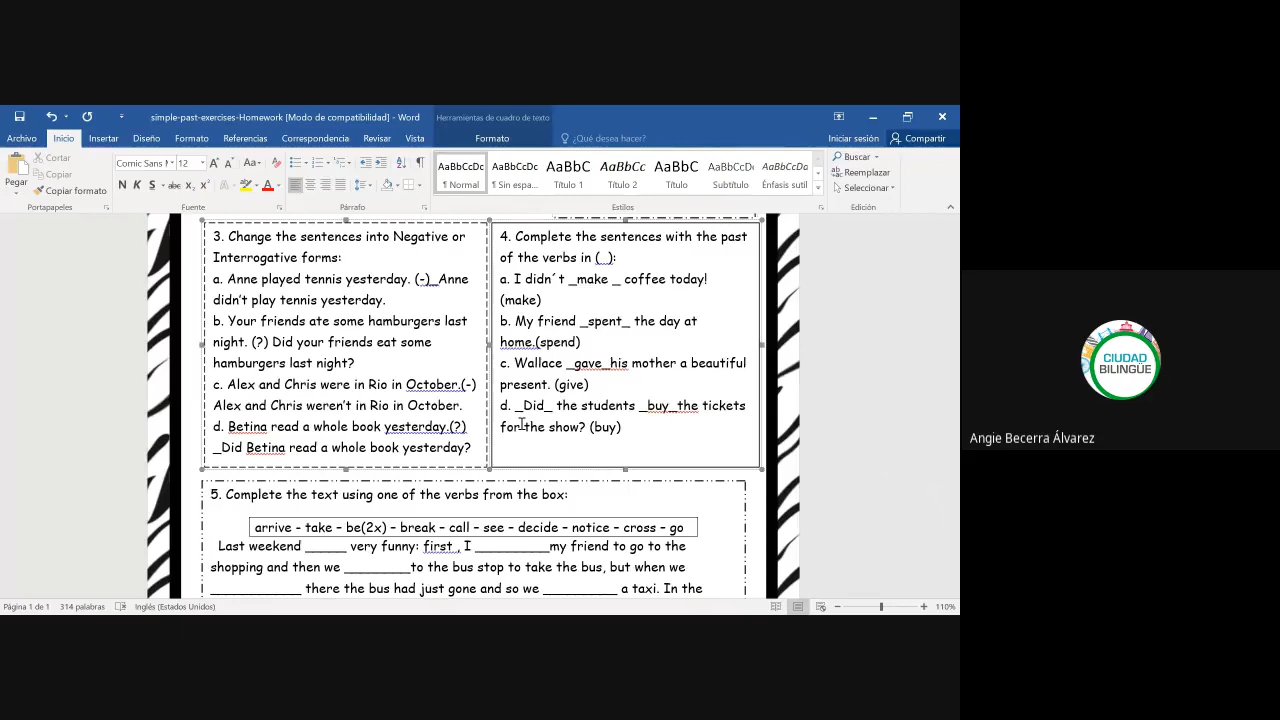 simple-past-exercises-Homework [Modo de compatibilidad] - Word
Herramientas de cuadro de texto
Archivo Inicio Insertar Diseño Formato Referencias Correspondencia Revisar Vista Formato ¿Qué desea hacer? Iniciar sesión Compartir
Pegar
Cortar
Copiar
Copiar formato
Portapapeles
Comic Sans M 12
N K S abc x₂ x²
Fuente
Párrafo
AaBbCcDc AaBbCcDc AaBbC AaBbCc AaBbC AaBbCcDc AaBbCcDc
¶ Normal ¶ Sin espa... Título 1 Título 2 Título Subtítulo Énfasis sutil
Estilos
Buscar
Reemplazar
Seleccionar
Edición
3. Change the sentences into Negative or
Interrogative forms:
a. Anne played tennis yesterday. (-)_Anne
didn't play tennis yesterday.
b. Your friends ate some hamburgers last
night. (?) Did your friends eat some
hamburgers last night?
c. Alex and Chris were in Rio in October.(-)
Alex and Chris weren't in Rio in October.
d. Betina read a whole book yesterday.(?)
_Did Betina read a whole book yesterday?
4. Complete the sentences with the past
of the verbs in ( ):
a. I didn´t _make _ coffee today!
(make)
b. My friend _spent_ the day at
home.(spend)
c. Wallace _gave_his mother a beautiful
present. (give)
d. _Did_ the students _buy_the tickets
for the show? (buy)
5. Complete the text using one of the verbs from the box:
arrive – take – be(2x) – break – call – see – decide – notice – cross – go
Last weekend ______ very funny: first , I ___________my friend to go to the
shopping and then we __________to the bus stop to take the bus, but when we
_____________ there the bus had just gone and so we ___________ a taxi. In the
Página 1 de 1 314 palabras Inglés (Estados Unidos) 110%
CIUDAD
BILINGÜE
Angie Becerra Álvarez